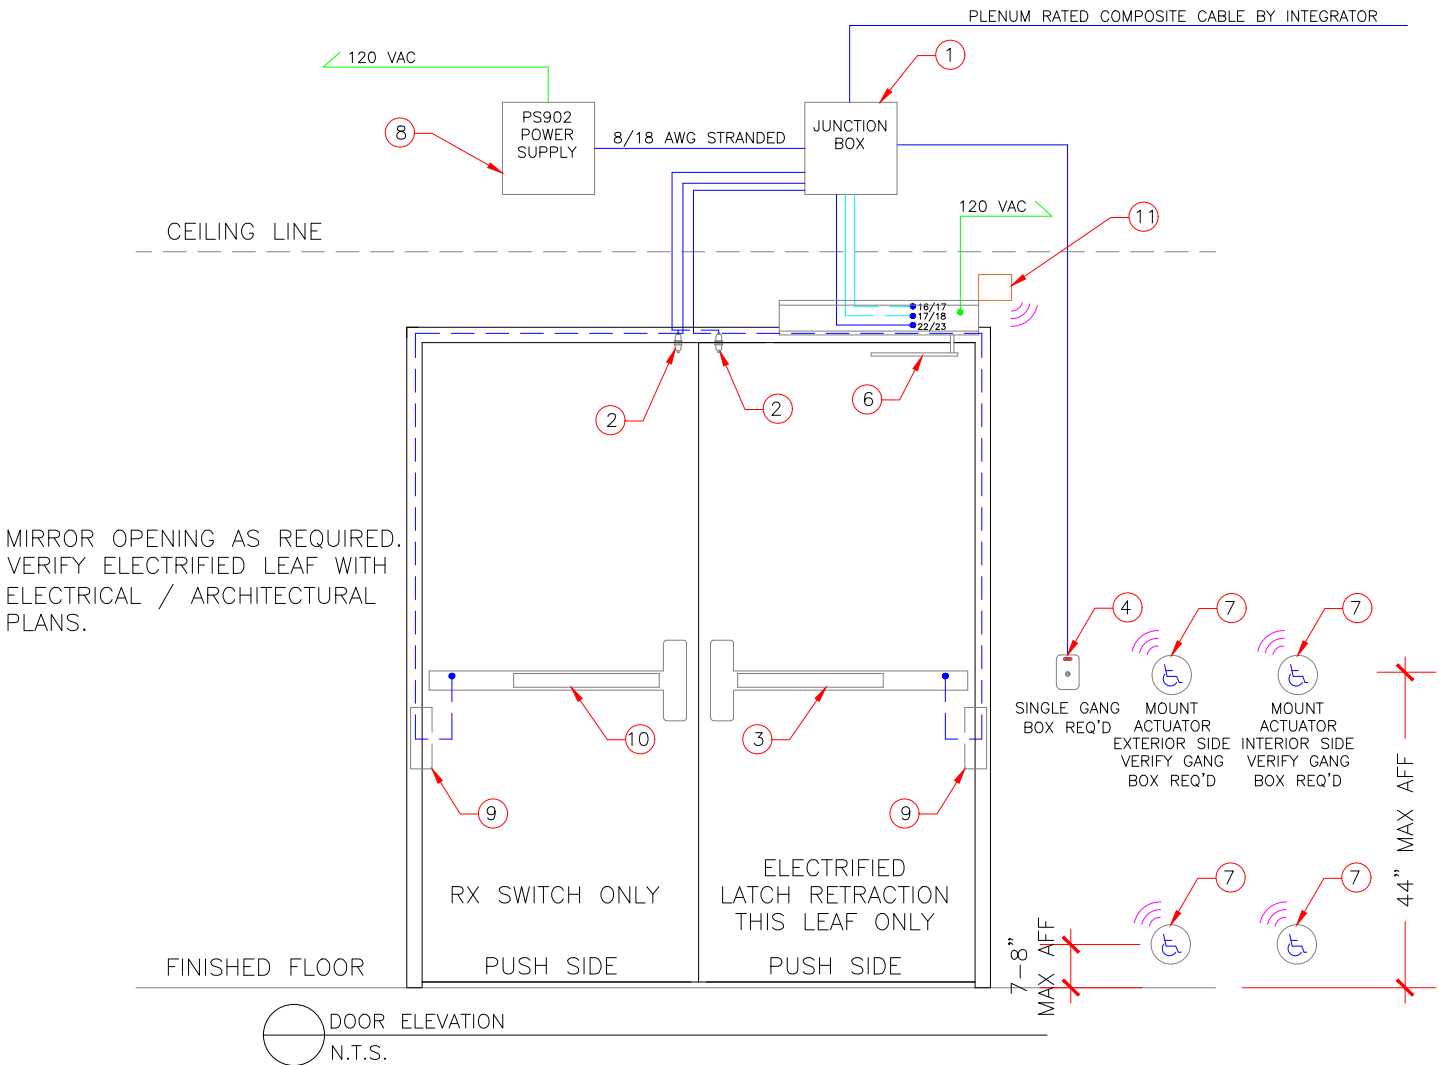 PLENUM RATED COMPOSITE CABLE BY INTEGRATOR
120 VAC
1
8
PS902
POWER
SUPPLY
8/18 AWG STRANDED
JUNCTION
BOX
120 VAC
11
CEILING LINE
16/17
17/18
22/23
2
2
6
MIRROR OPENING AS REQUIRED.
VERIFY ELECTRIFIED LEAF WITH
ELECTRICAL / ARCHITECTURAL
PLANS.
4
7
7
SINGLE GANG
BOX REQ'D
MOUNT
ACTUATOR
EXTERIOR SIDE
VERIFY GANG
BOX REQ'D
MOUNT
ACTUATOR
INTERIOR SIDE
VERIFY GANG
BOX REQ'D
10
3
9
9
44" MAX AFF
RX SWITCH ONLY
ELECTRIFIED
LATCH RETRACTION
THIS LEAF ONLY
7
7
7-8"
MAX AFF
FINISHED FLOOR
PUSH SIDE
PUSH SIDE
DOOR ELEVATION
N.T.S.